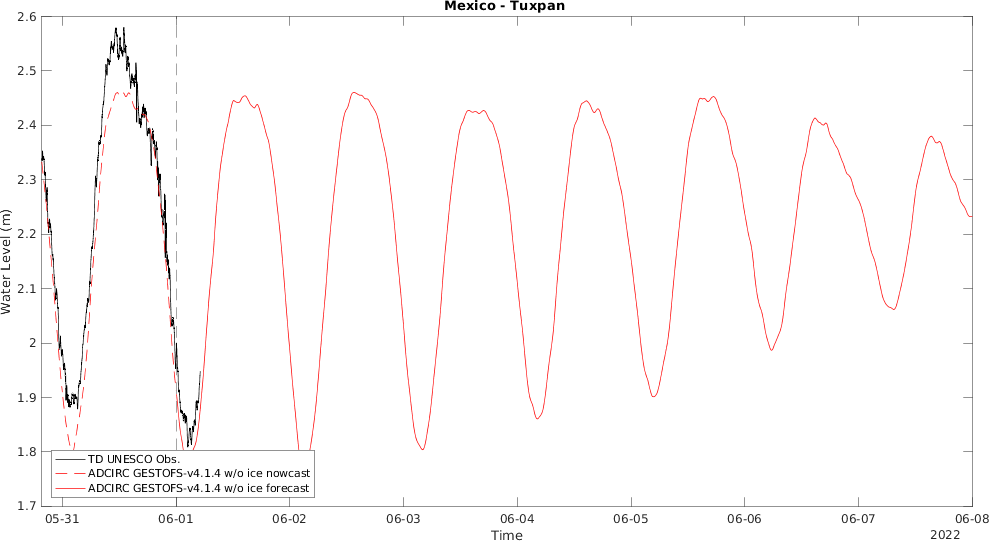 Mexico - Tuxpan
2.6
2.5
2.4
2.3
2.2
2.1
2
1.9
1.8
1.7
Water Level (m)
TD UNESCO Obs.
ADCIRC GESTOFS-v4.1.4 w/o ice nowcast
ADCIRC GESTOFS-v4.1.4 w/o ice forecast
05-31 06-01 06-02 06-03 06-04 06-05 06-06 06-07 06-08
Time
2022